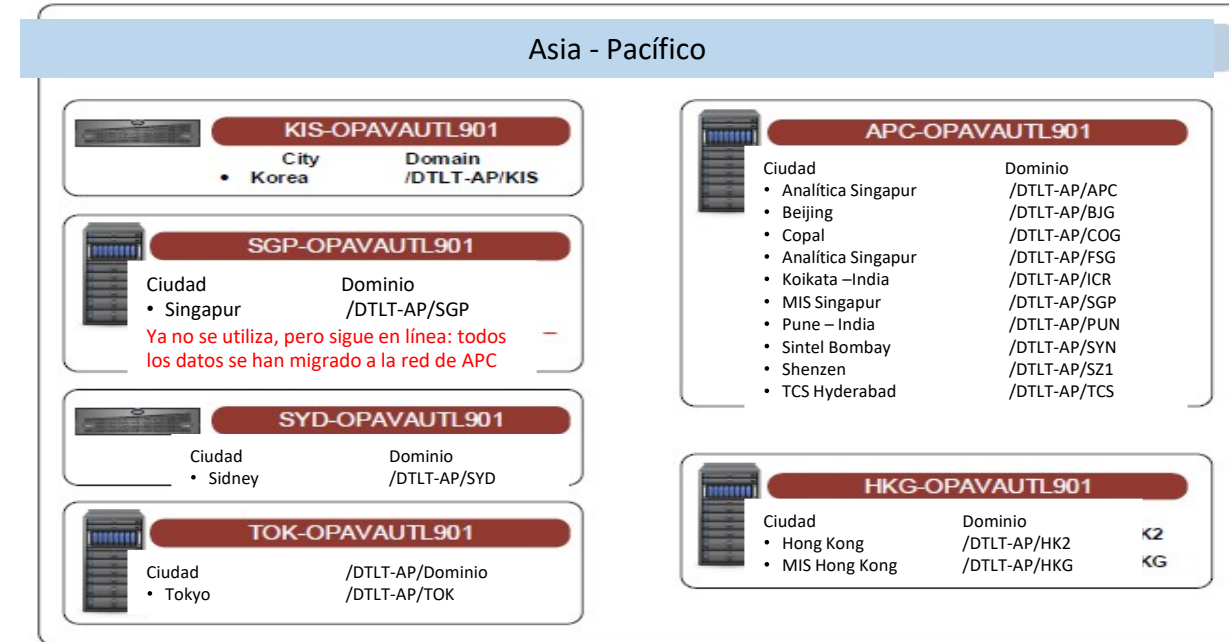 Asia - Pacífico
KIS-OPAVAUTL901
City Domain
• Korea /DTLT-AP/KIS
SGP-OPAVAUTL901
Ciudad Dominio
• Singapur /DTLT-AP/SGP
Ya no se utiliza, pero sigue en línea: todos
los datos se han migrado a la red de APC
SYD-OPAVAUTL901
Ciudad Dominio
• Sidney /DTLT-AP/SYD
TOK-OPAVAUTL901
Ciudad /DTLT-AP/Dominio
• Tokyo /DTLT-AP/TOK
APC-OPAVAUTL901
Ciudad Dominio
• Analítica Singapur /DTLT-AP/APC
• Beijing /DTLT-AP/BJG
• Copal /DTLT-AP/COG
• Analítica Singapur /DTLT-AP/FSG
• Koikata –India /DTLT-AP/ICR
• MIS Singapur /DTLT-AP/SGP
• Pune – India /DTLT-AP/PUN
• Sintel Bombay /DTLT-AP/SYN
• Shenzen /DTLT-AP/SZ1
• TCS Hyderabad /DTLT-AP/TCS
HKG-OPAVAUTL901
Ciudad Dominio
• Hong Kong /DTLT-AP/HK2 K2
• MIS Hong Kong /DTLT-AP/HKG KG